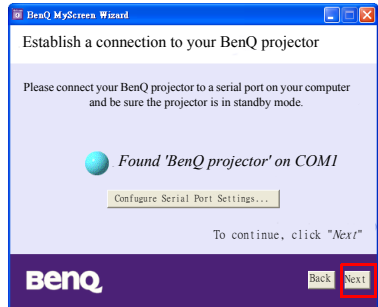 BenQ MyScreen Wizard
Establish a connection to your BenQ projector
Please connect your BenQ projector to a serial port on your computer
and be sure the projector is in standby mode.
Found 'BenQ projector' on COM1
Confugure Serial Port Settings...
To continue, click "Next"
BenQ
Back Next